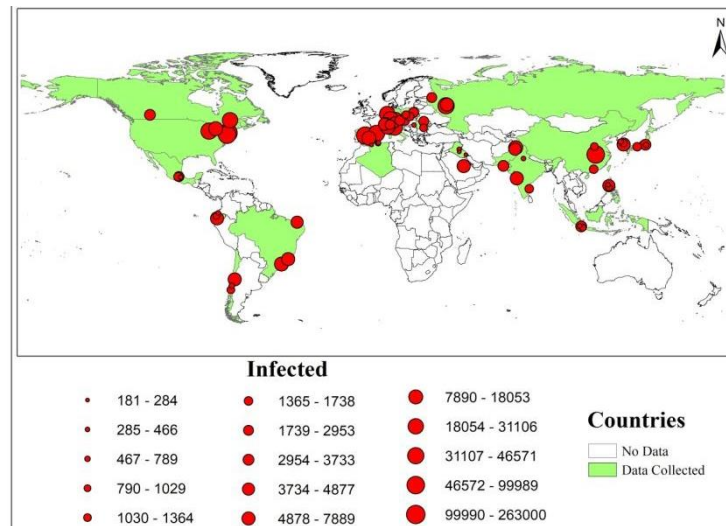 N
Infected
181 - 284
285 - 466
467 - 789
790 - 1029
1030 - 1364
1365 - 1738
1739 - 2953
2954 - 3733
3734 - 4877
4878 - 7889
7890 - 18053
18054 - 31106
31107 - 46571
46572 - 99989
99990 - 263000
Countries
No Data
Data Collected